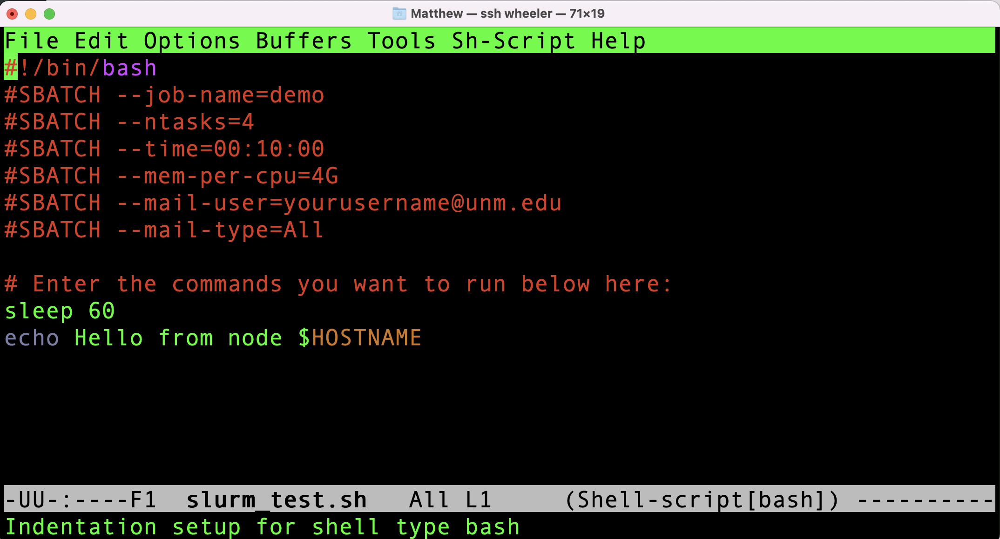 Matthew — ssh wheeler — 71×19
File Edit Options Buffers Tools Sh-Script Help
#!/bin/bash
#SBATCH --job-name=demo
#SBATCH --ntasks=4
#SBATCH --time=00:10:00
#SBATCH --mem-per-cpu=4G
#SBATCH --mail-user=yourusername@unm.edu
#SBATCH --mail-type=All
# Enter the commands you want to run below here:
sleep 60
echo Hello from node $HOSTNAME
-UU-:----F1  slurm_test.sh   All L1     (Shell-script[bash]) ----------
Indentation setup for shell type bash